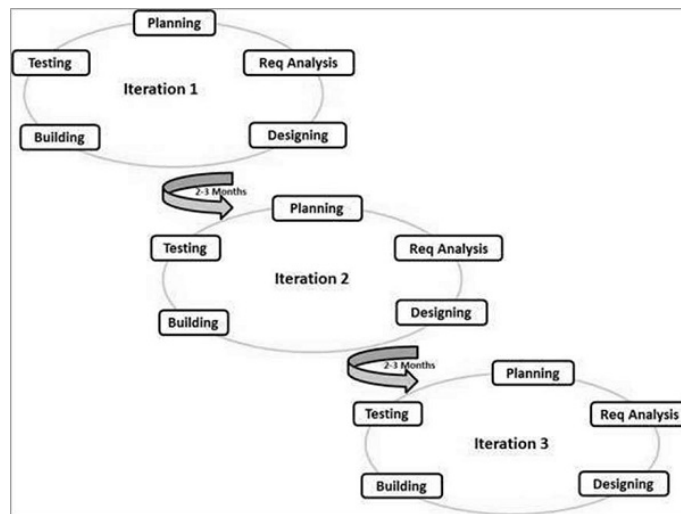 Planning
Testing
Req Analysis
Iteration 1
Building
Designing
2-3 Months
Planning
Testing
Req Analysis
Iteration 2
Building
Designing
2-3 Months
Planning
Testing
Req Analysis
Iteration 3
Building
Designing